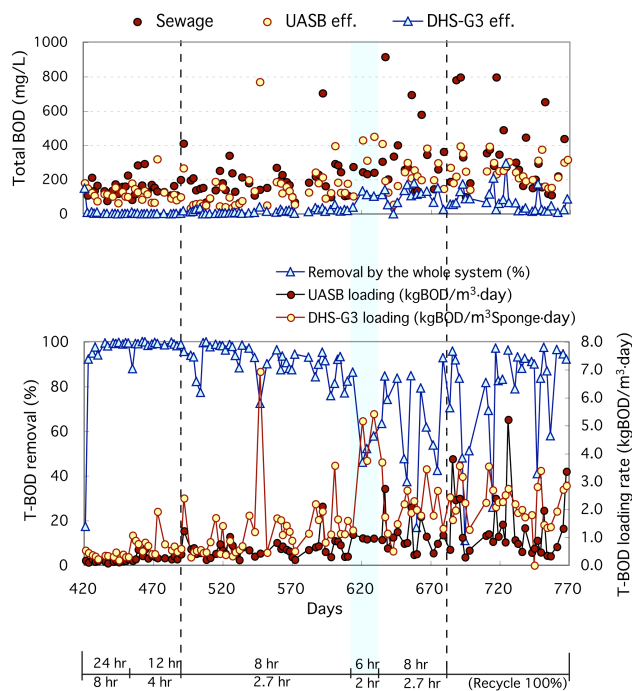 Sewage UASB eff. DHS-G3 eff.
Total BOD (mg/L)
1000
800
600
400
200
0
Removal by the whole system (%)
UASB loading (kgBOD/m³·day)
DHS-G3 loading (kgBOD/m³Sponge·day)
T-BOD removal (%)
100
80
60
40
20
0
8.0
7.0
6.0
5.0
4.0
3.0
2.0
1.0
0.0
T-BOD loading rate (kgBOD/m³·day)
420 470 520 570 620 670 720 770
Days
24 hr 12 hr 8 hr 6 hr 8 hr
8 hr 4 hr 2.7 hr 2 hr 2.7 hr (Recycle 100%)